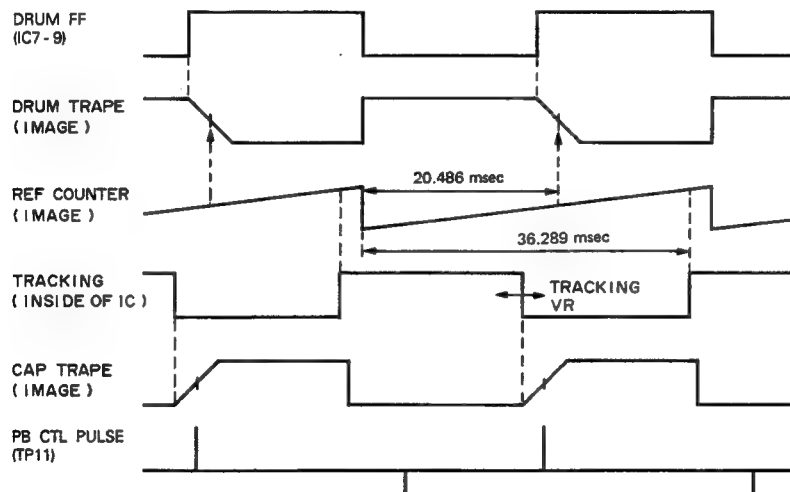 DRUM FF
(IC7-9)
DRUM TRAPE
(IMAGE)
20.486 msec
REF COUNTER
(IMAGE)
36.289 msec
TRACKING
(INSIDE OF IC)
TRACKING
VR
CAP TRAPE
(IMAGE)
PB CTL PULSE
(TP11)